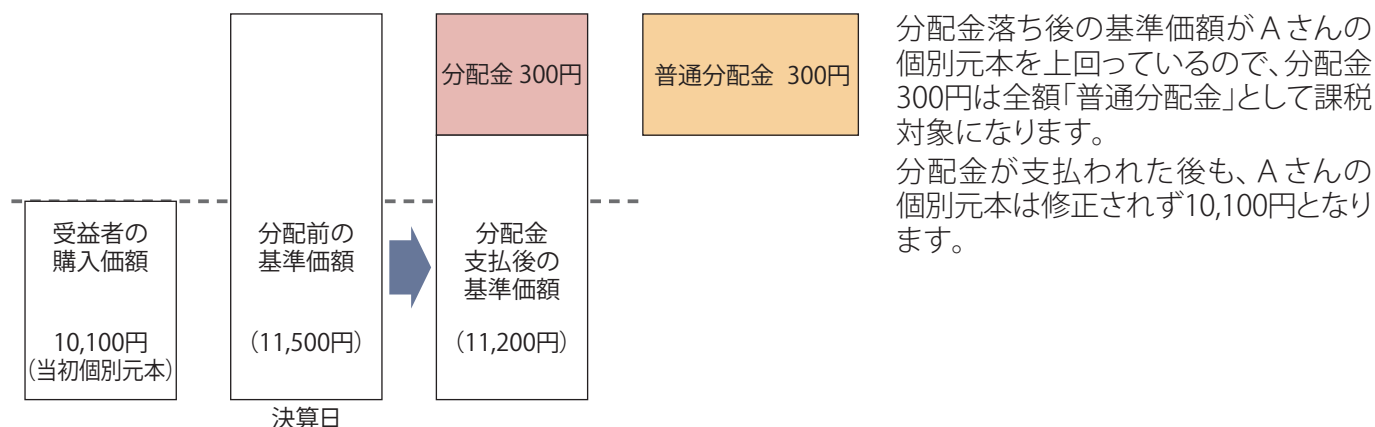 分配金 300円
普通分配金 300円
受益者の
購入価額
10,100円
(当初個別元本)
分配前の
基準価額
(11,500円)
決算日
分配金
支払後の
基準価額
(11,200円)
分配金落ち後の基準価額がAさんの
個別元本を上回っているので、分配金
300円は全額「普通分配金」として課税
対象になります。
分配金が支払われた後も、Aさんの
個別元本は修正されず10,100円となり
ます。